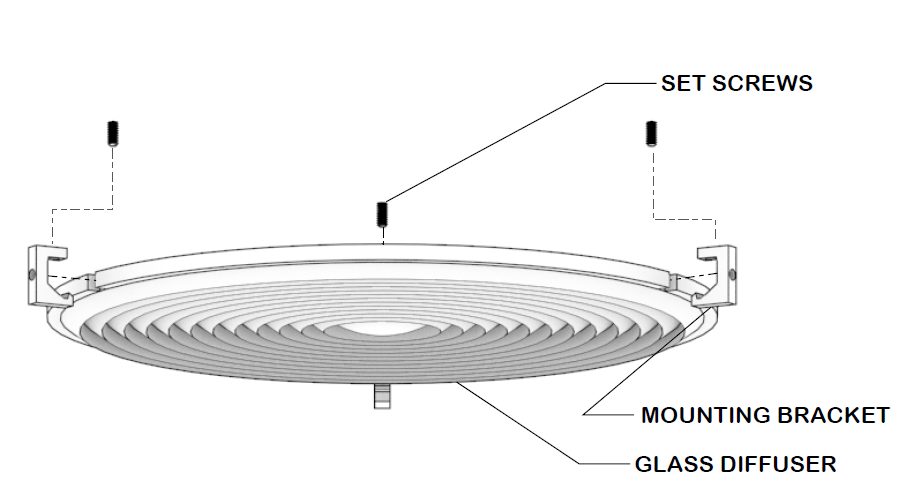 SET SCREWS
MOUNTING BRACKET
GLASS DIFFUSER